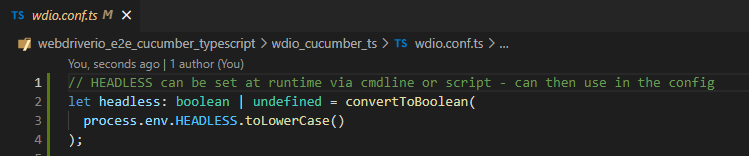 TS wdio.conf.ts M ×
webdriverio_e2e_cucumber_typescript > wdio_cucumber_ts > TS wdio.conf.ts > ...
You, seconds ago | 1 author (You)
1 // HEADLESS can be set at runtime via cmdline or script - can then use in the config
2 let headless: boolean | undefined = convertToBoolean(
3 process.env.HEADLESS.toLowerCase()
4 );